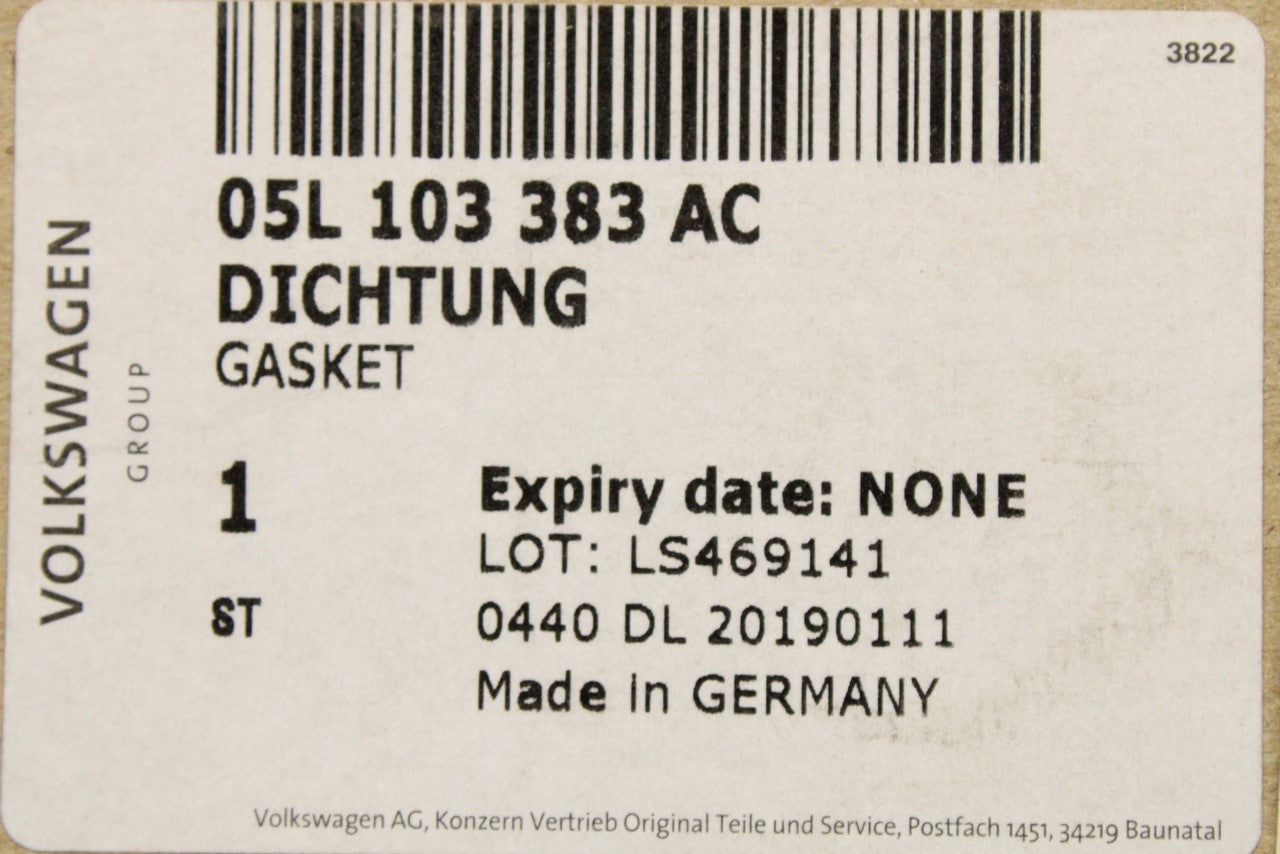 3822
05L 103 383 AC
DICHTUNG
GASKET
VOLKSWAGEN
GROUP
1
Expiry date: NONE
LOT: LS469141
ST
0440 DL 20190111
Made in GERMANY
Volkswagen AG, Konzern Vertrieb Original Teile und Service, Postfach 1451, 34219 Baunatal